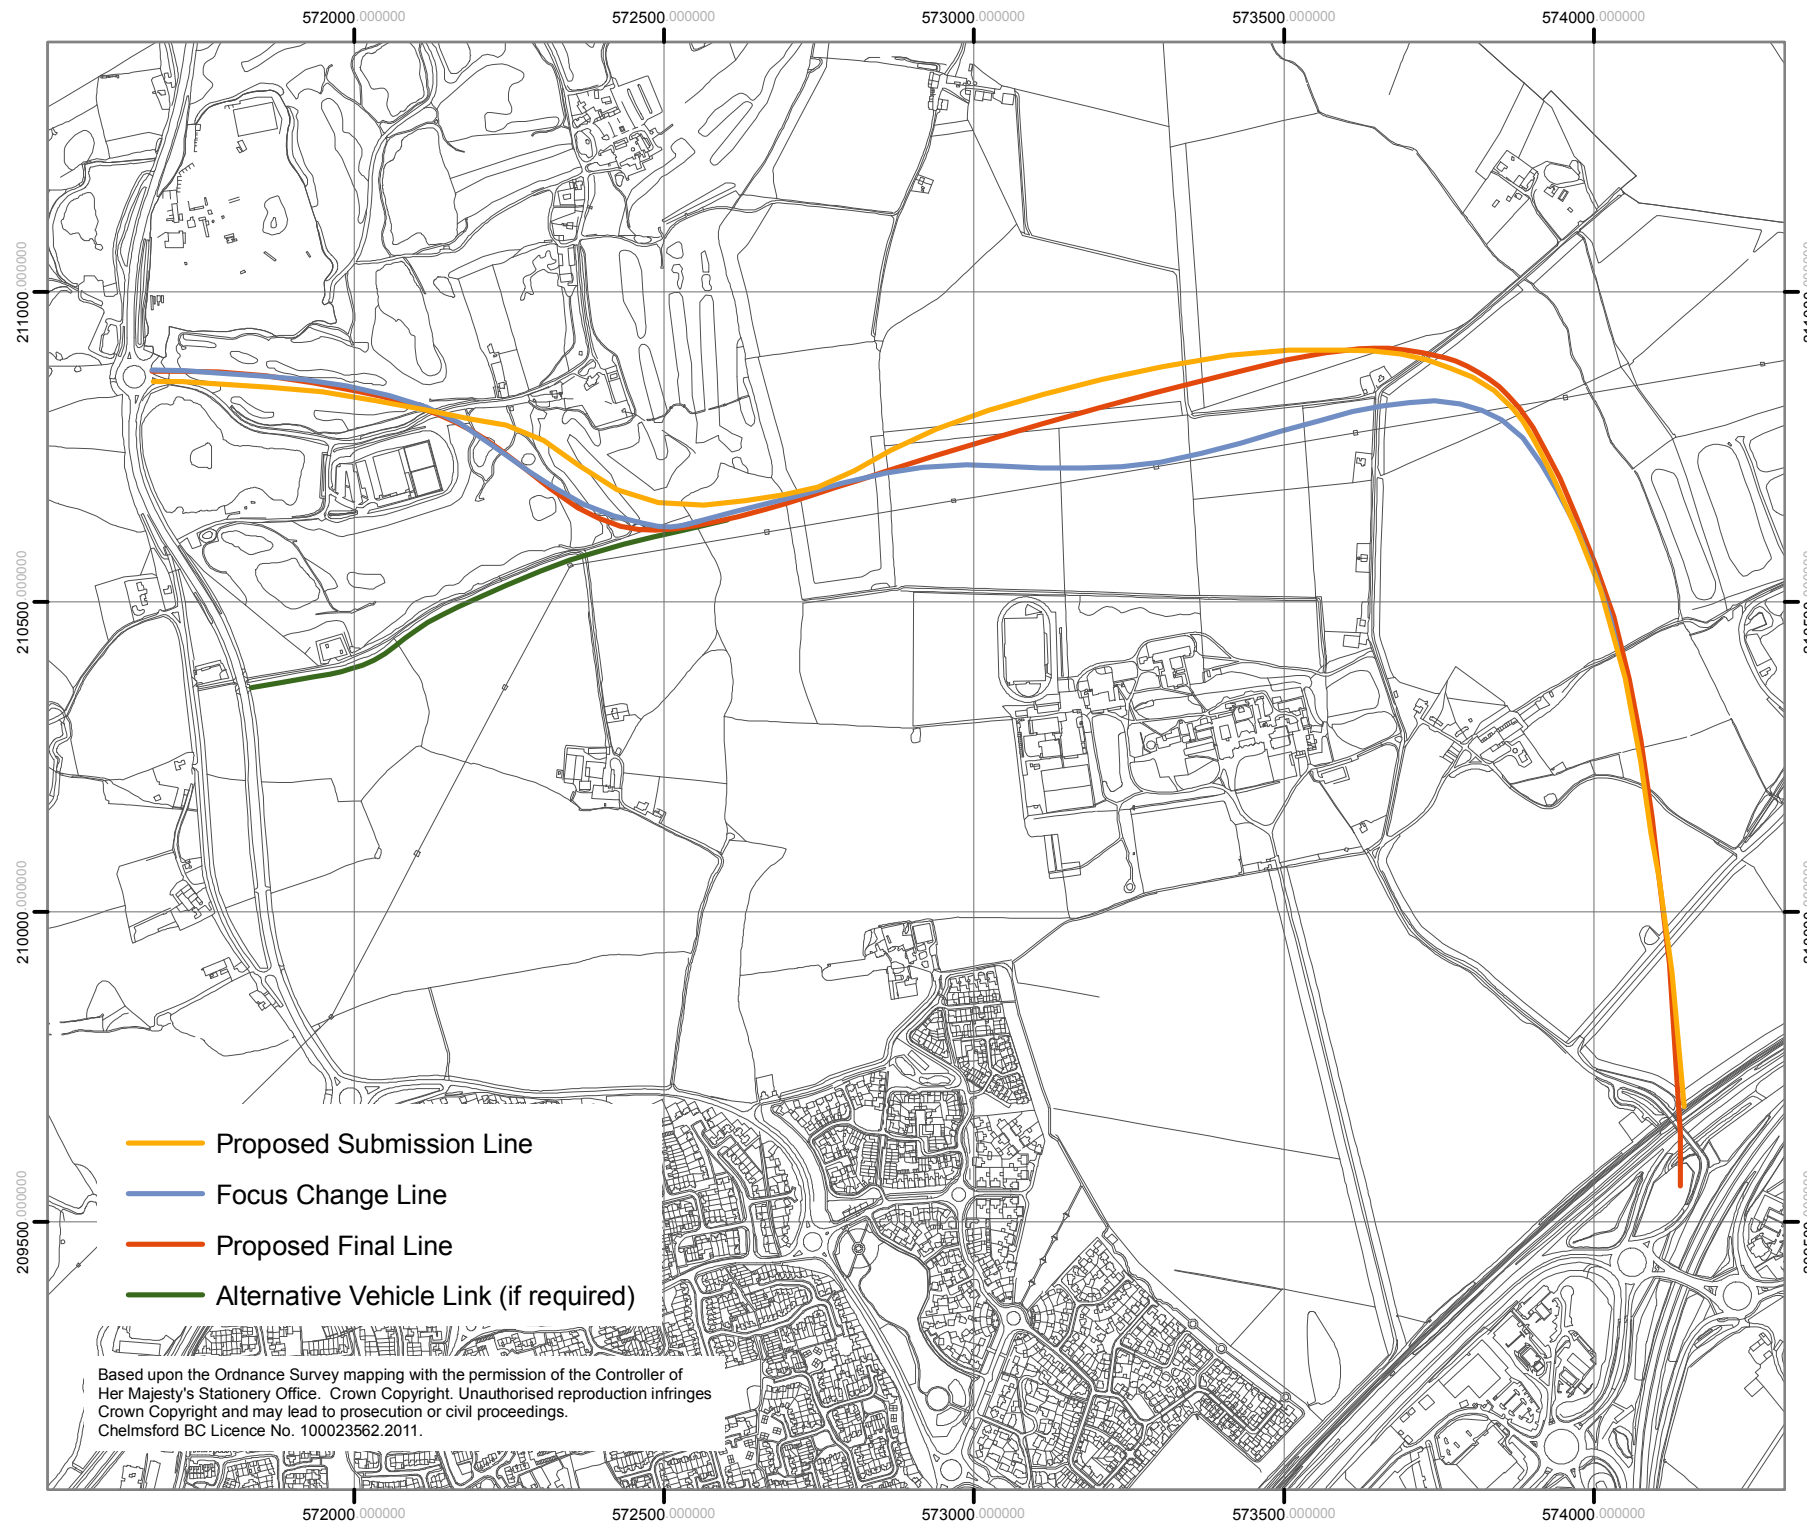 572000.000000 572500.000000 573000.000000 573500.000000 574000.000000
211000.000000
210500.000000
210000.000000
209500.000000
Proposed Submission Line
Focus Change Line
Proposed Final Line
Alternative Vehicle Link (if required)
Based upon the Ordnance Survey mapping with the permission of the Controller of
Her Majesty's Stationery Office. Crown Copyright. Unauthorised reproduction infringes
Crown Copyright and may lead to prosecution or civil proceedings.
Chelmsford BC Licence No. 100023562.2011.
572000.000000 572500.000000 573000.000000 573500.000000 574000.000000